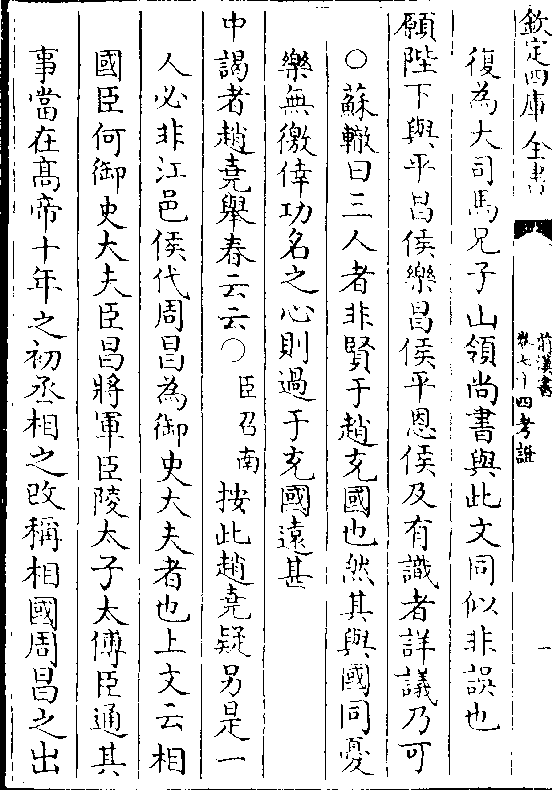 欽定四庫全書
前漢書卷七十四考證
一
復為大司馬兄子山領尚書與此文同似非誤也
願陛下與平昌侯樂昌侯平恩侯及有識者詳議乃可
○蘇轍曰三人者非賢于趙充國也然其與國同憂
樂無徼倖功名之心則過于充國遠甚
中謁者趙堯舉春云云○臣召南按此趙堯疑另是一
人必非江邑侯代周昌為御史大夫者也上文云相
國臣何御史大夫臣昌將軍臣陵太子太傅臣通其
事當在髙帝十年之初丞相之改稱相國周昌之出